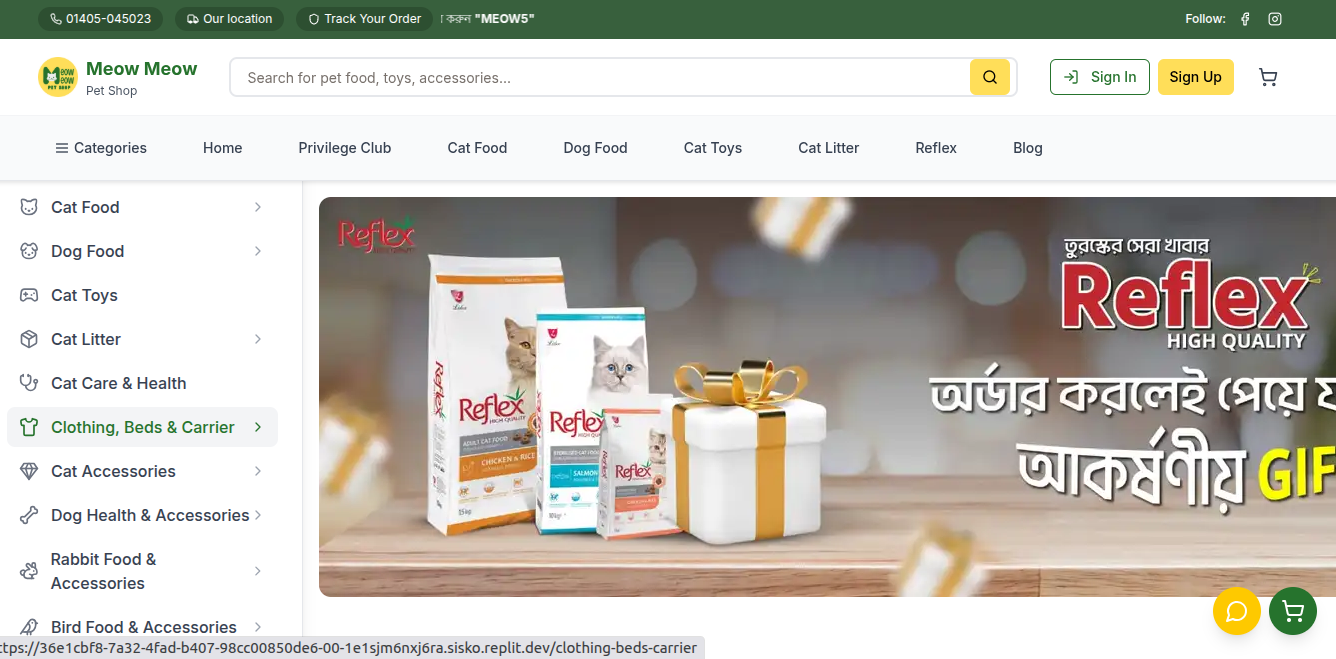 01405-045023
Our location
Track Your Order
করুন "MEOW5"
Follow:
Meow Meow
Pet Shop
Search for pet food, toys, accessories...
Sign In
Sign Up
Categories
Home
Privilege Club
Cat Food
Dog Food
Cat Toys
Cat Litter
Reflex
Blog
Cat Food
Dog Food
Cat Toys
Cat Litter
Cat Care & Health
Clothing, Beds & Carrier
Cat Accessories
Dog Health & Accessories
Rabbit Food &
Accessories
Bird Food & Accessories
Reflex
তুরস্কের সেরা খাবার
Reflex
HIGH QUALITY
অর্ডার করলেই পেয়ে
আকর্ষণীয় GIF
Reflex
HIGH QUALITY
ADULT CAT FOOD
CHICKEN & RICE
Reflex
STERILISED CAT FOOD
SALMON
Reflex
ttps://36e1cbf8-7a32-4fad-b407-98cc00850de6-00-1e1sjm6nxj6ra.sisko.replit.dev/clothing-beds-carrier